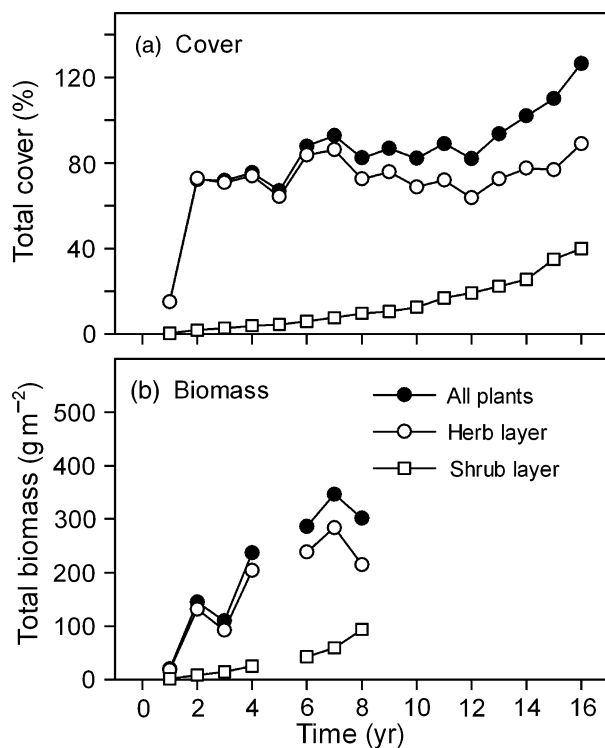 (a) Cover
Total cover (%)
120
80
40
0
(b) Biomass
Total biomass (g m⁻²)
500
400
300
200
100
0
All plants
Herb layer
Shrub layer
0 2 4 6 8 10 12 14 16
Time (yr)